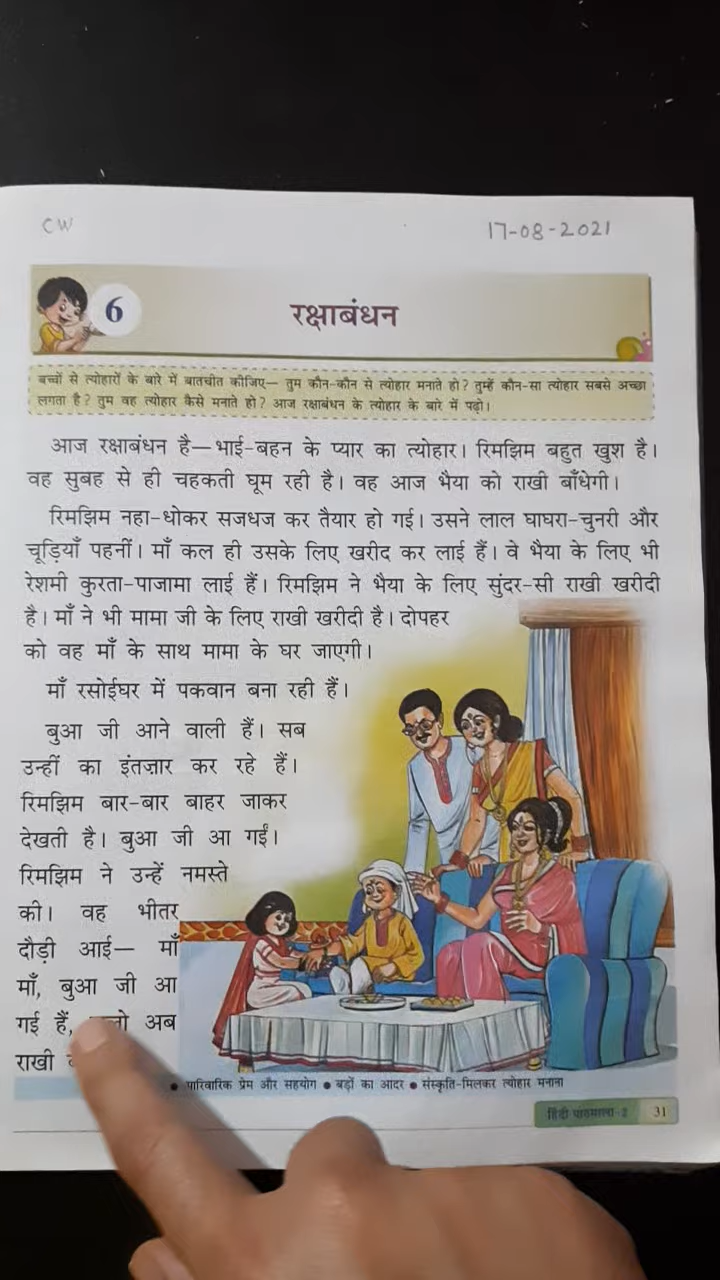 CW
17-08-2021
6
रक्षाबंधन
बच्चों से त्योहारों के बारे में बातचीत कीजिए— तुम कौन-कौन से त्योहार मनाते हो? तुम्हें कौन-सा त्योहार सबसे अच्छा
लगता है? तुम वह त्योहार कैसे मनाते हो? आज रक्षाबंधन के त्योहार के बारे में पढ़ो।
आज रक्षाबंधन है—भाई-बहन के प्यार का त्योहार। रिमझिम बहुत खुश है।
वह सुबह से ही चहकती घूम रही है। वह आज भैया को राखी बाँधेगी।
रिमझिम नहा-धोकर सजधज कर तैयार हो गई। उसने लाल घाघरा-चुनरी और
चूड़ियाँ पहनीं। माँ कल ही उसके लिए खरीद कर लाई हैं। वे भैया के लिए भी
रेशमी कुरता-पाजामा लाई हैं। रिमझिम ने भैया के लिए सुंदर-सी राखी खरीदी
है। माँ ने भी मामा जी के लिए राखी खरीदी है। दोपहर
को वह माँ के साथ मामा के घर जाएगी।
माँ रसोईघर में पकवान बना रही हैं।
बुआ जी आने वाली हैं। सब
उन्हीं का इंतज़ार कर रहे हैं।
रिमझिम बार-बार बाहर जाकर
देखती है। बुआ जी आ गईं।
रिमझिम ने उन्हें नमस्ते
की। वह भीतर
दौड़ी आई— माँ
माँ, बुआ जी आ
गई हैं, अब
राखी
• पारिवारिक प्रेम और सहयोग • बड़ों का आदर • संस्कृति-मिलकर त्योहार मनाना
हिंदी पाठमाला-2 31